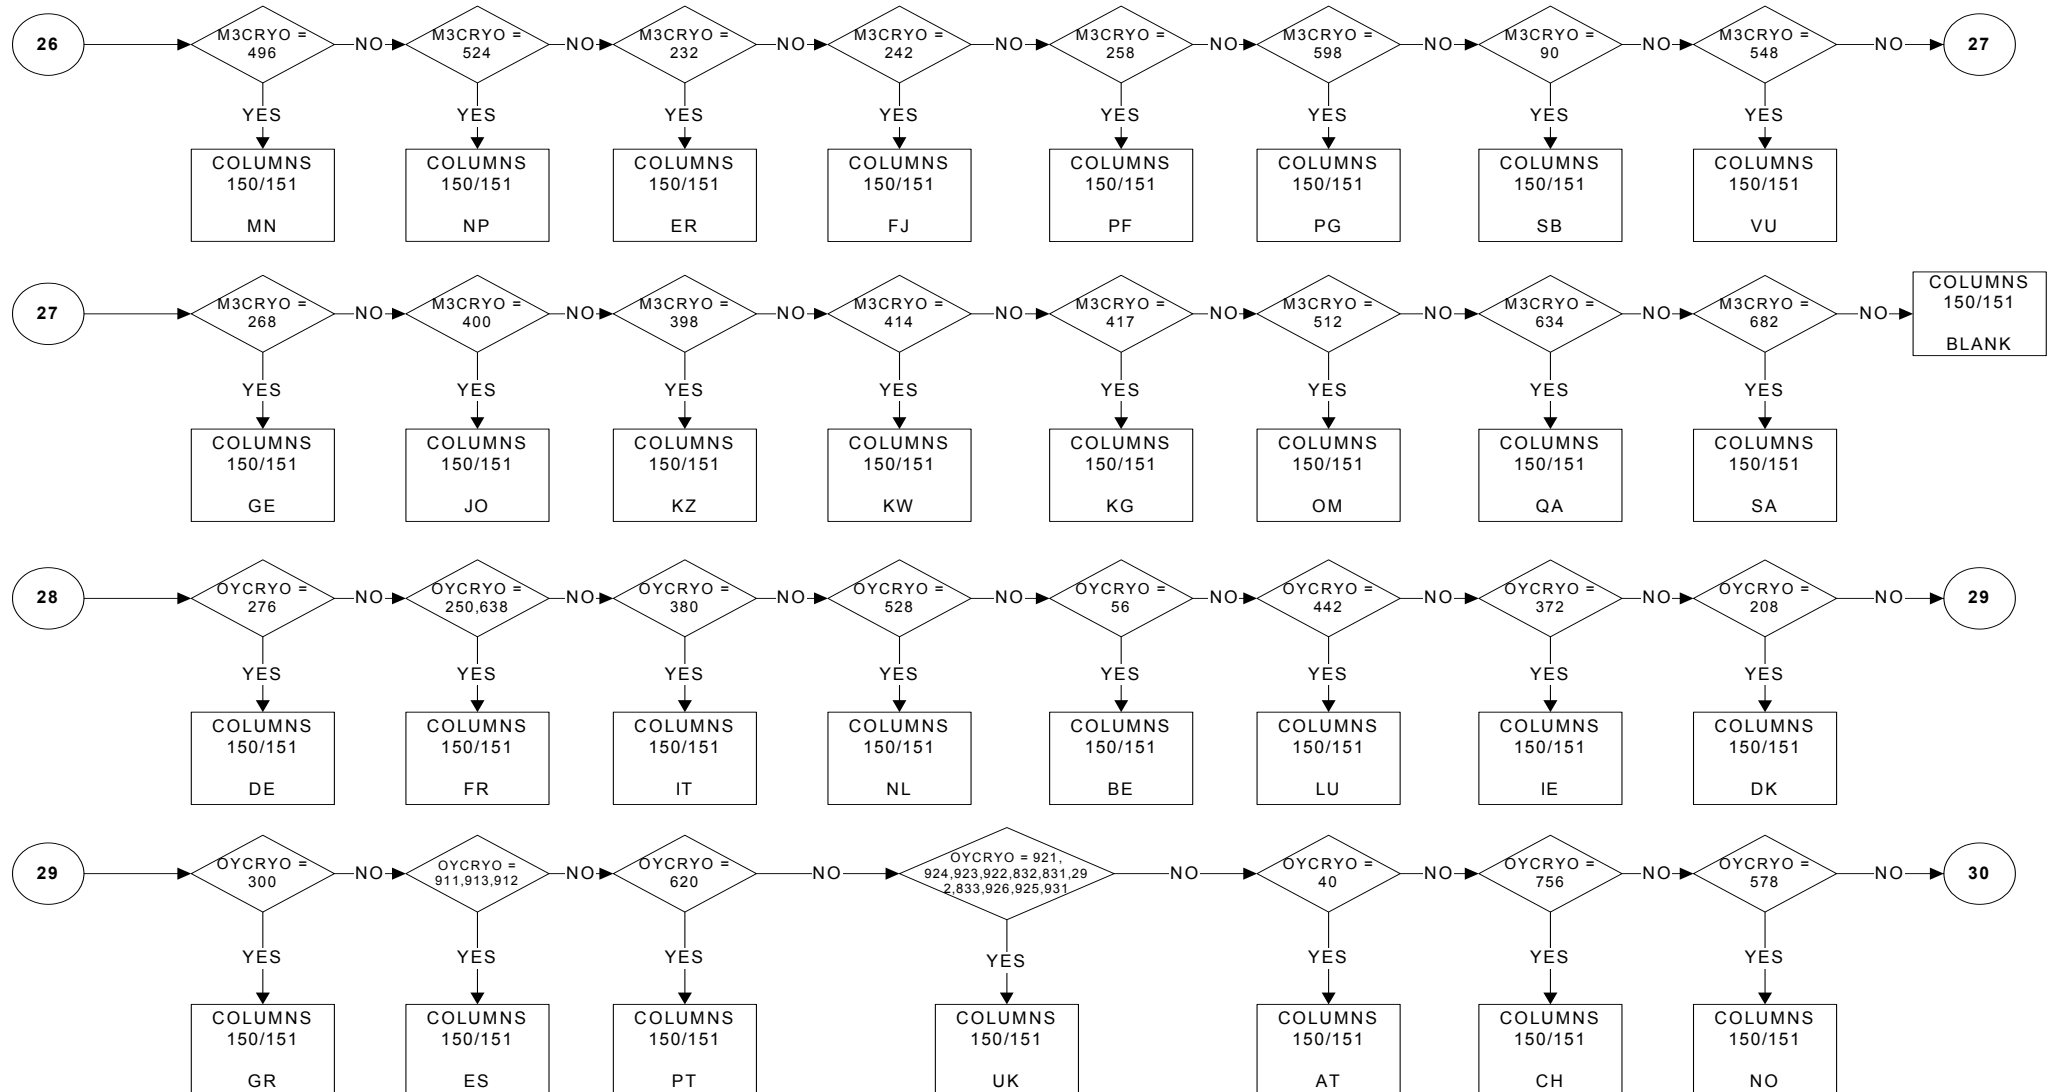 26
M3CRYO =
496
NO
M3CRYO =
524
NO
M3CRYO =
232
NO
M3CRYO =
242
NO
M3CRYO =
258
NO
M3CRYO =
598
NO
M3CRYO =
90
NO
M3CRYO =
548
NO
27
YES
YES
YES
YES
YES
YES
YES
YES
COLUMNS
150/151
MN
COLUMNS
150/151
NP
COLUMNS
150/151
ER
COLUMNS
150/151
FJ
COLUMNS
150/151
PF
COLUMNS
150/151
PG
COLUMNS
150/151
SB
COLUMNS
150/151
VU
27
M3CRYO =
268
NO
M3CRYO =
400
NO
M3CRYO =
398
NO
M3CRYO =
414
NO
M3CRYO =
417
NO
M3CRYO =
512
NO
M3CRYO =
634
NO
M3CRYO =
682
NO
COLUMNS
150/151
BLANK
YES
YES
YES
YES
YES
YES
YES
YES
COLUMNS
150/151
GE
COLUMNS
150/151
JO
COLUMNS
150/151
KZ
COLUMNS
150/151
KW
COLUMNS
150/151
KG
COLUMNS
150/151
OM
COLUMNS
150/151
QA
COLUMNS
150/151
SA
28
OYCRYO =
276
NO
OYCRYO =
250,638
NO
OYCRYO =
380
NO
OYCRYO =
528
NO
OYCRYO =
56
NO
OYCRYO =
442
NO
OYCRYO =
372
NO
OYCRYO =
208
NO
29
YES
YES
YES
YES
YES
YES
YES
YES
COLUMNS
150/151
DE
COLUMNS
150/151
FR
COLUMNS
150/151
IT
COLUMNS
150/151
NL
COLUMNS
150/151
BE
COLUMNS
150/151
LU
COLUMNS
150/151
IE
COLUMNS
150/151
DK
29
OYCRYO =
300
NO
OYCRYO =
911,913,912
NO
OYCRYO =
620
NO
OYCRYO = 921,
924,923,922,832,831,29
2,833,926,925,931
NO
OYCRYO =
40
NO
OYCRYO =
756
NO
OYCRYO =
578
NO
30
YES
YES
YES
YES
YES
YES
YES
COLUMNS
150/151
GR
COLUMNS
150/151
ES
COLUMNS
150/151
PT
COLUMNS
150/151
UK
COLUMNS
150/151
AT
COLUMNS
150/151
CH
COLUMNS
150/151
NO